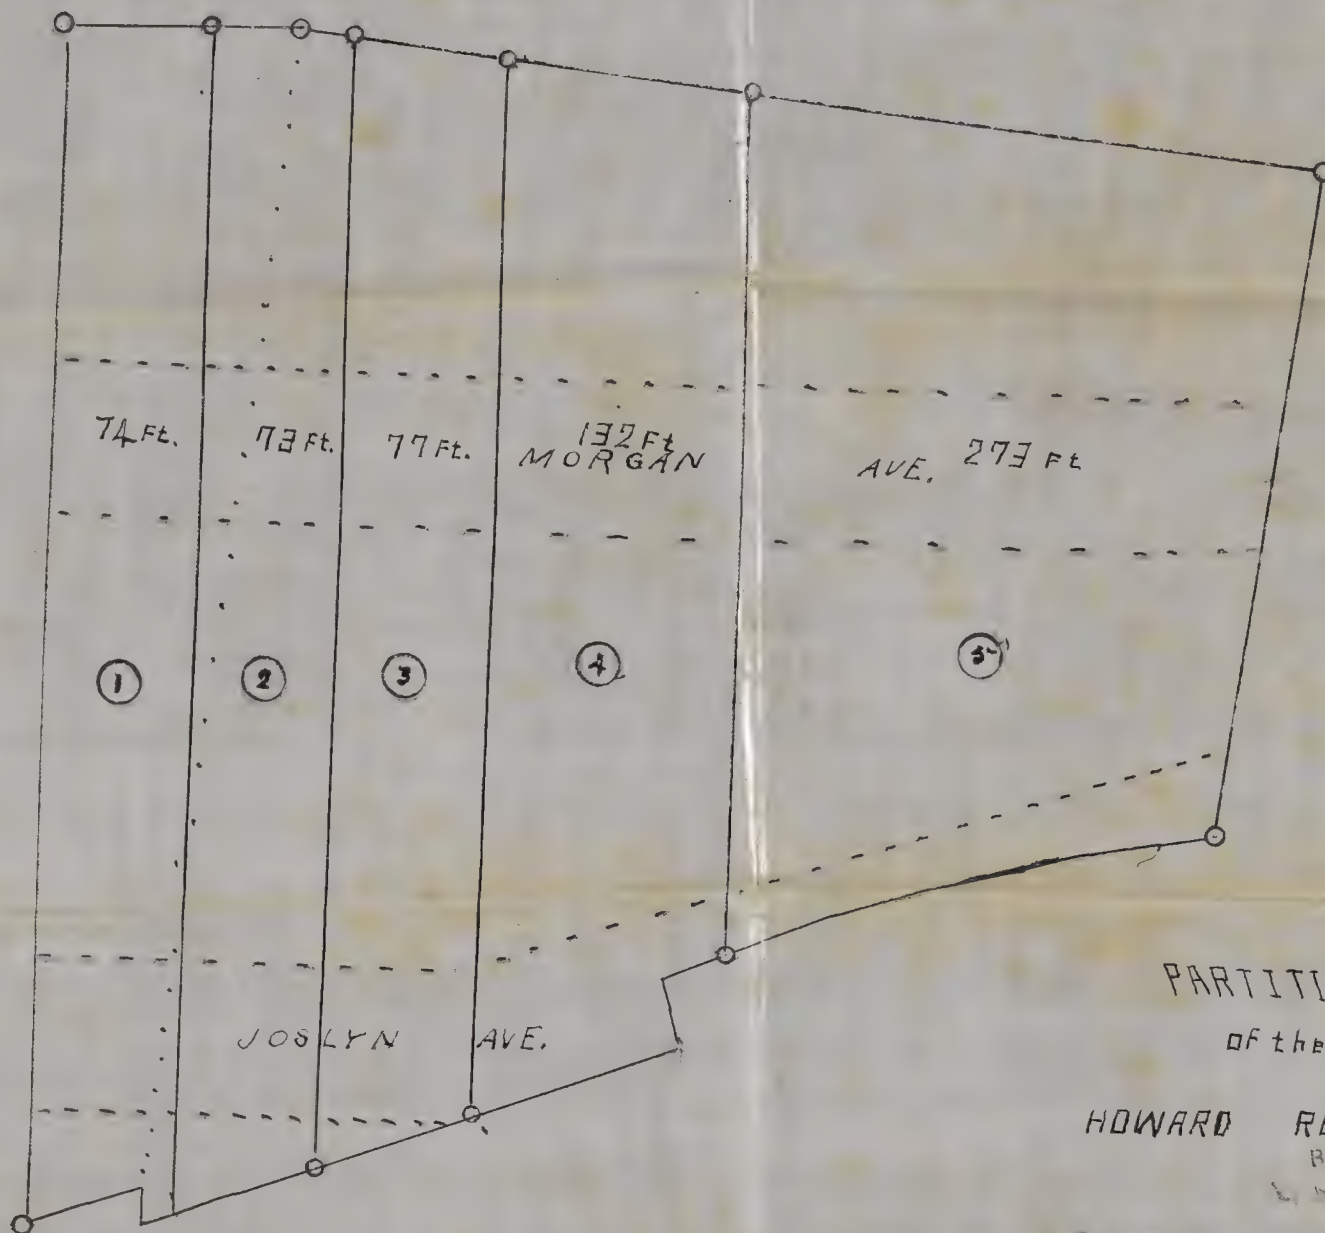 74 Ft.
73 Ft.
77 Ft.
132 Ft
MORGAN
AVE.
273 Ft
1
2
3
4
5
JOSLYN
AVE.
PARTITI
OF the
HOWARD